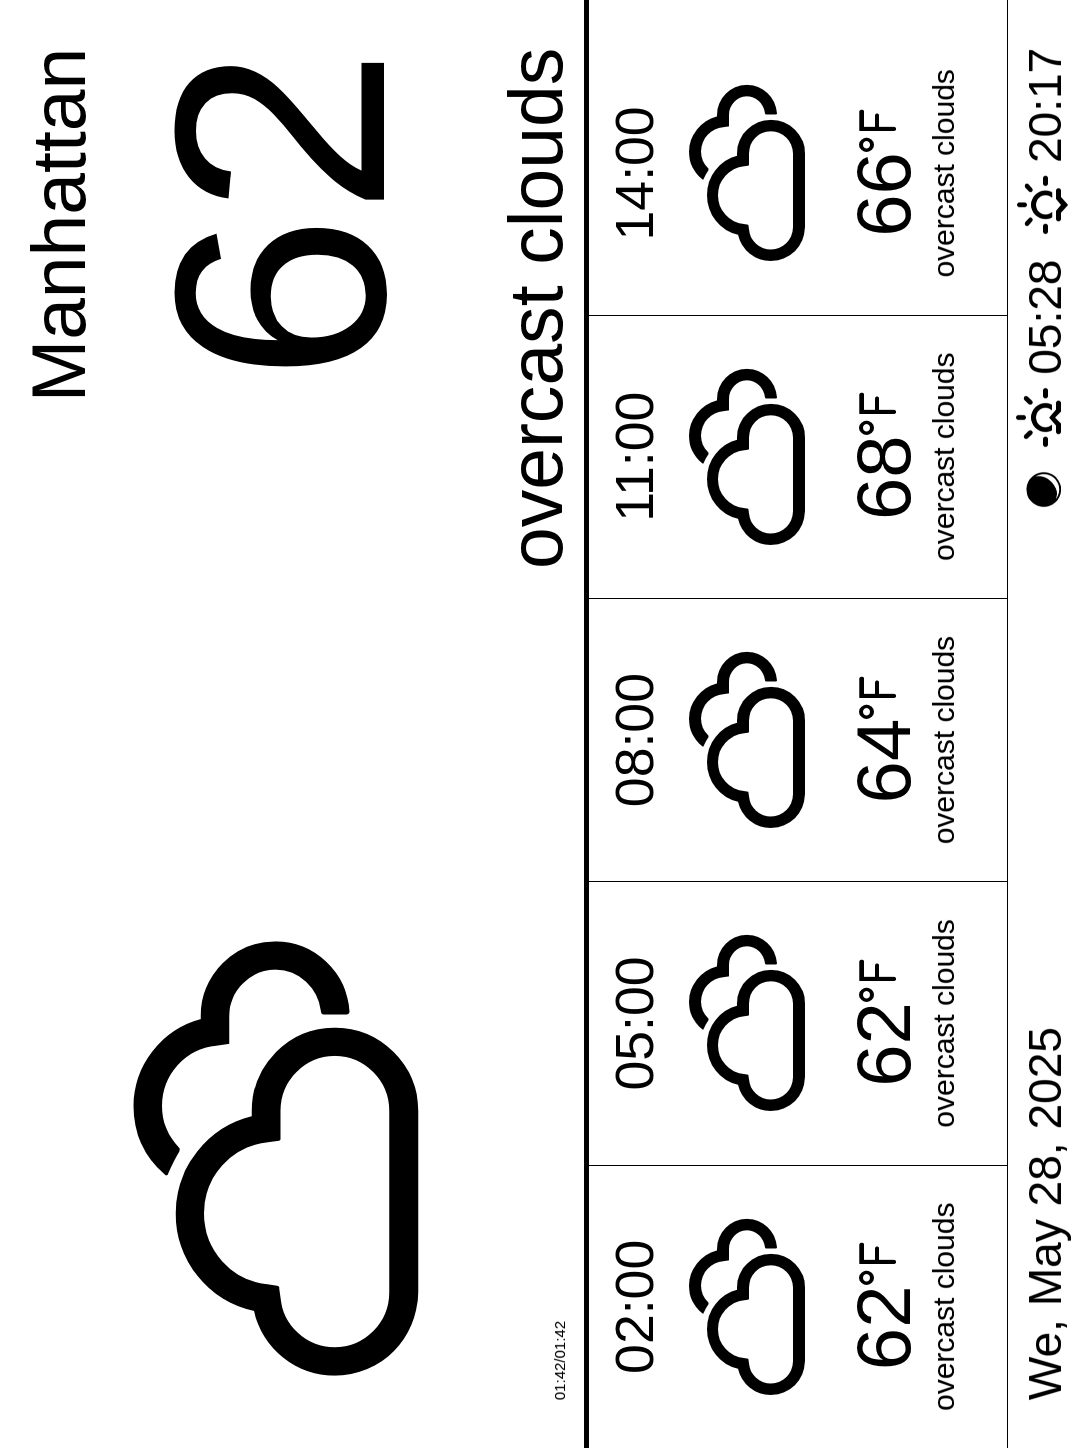 Manhattan
62
overcast clouds
01:42/01:42
02:00
62°F
overcast clouds
05:00
62°F
overcast clouds
08:00
64°F
overcast clouds
11:00
68°F
overcast clouds
14:00
66°F
overcast clouds
We, May 28, 2025
05:28 20:17